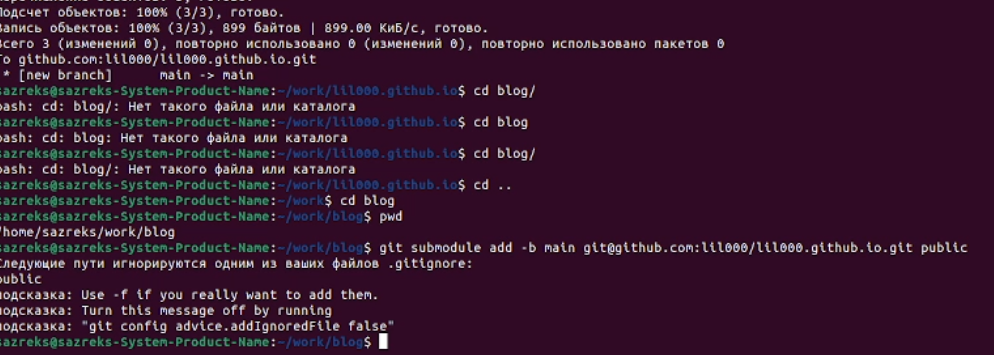 Подсчет объектов: 100% (3/3), готово.
Запись объектов: 100% (3/3), 899 байтов | 899.00 КиБ/с, готово.
Всего 3 (изменений 0), повторно использовано 0 (изменений 0), повторно использовано пакетов 0
To github.com:lil000/lil000.github.io.git
* [new branch]      main -> main
sazreks@sazreks-System-Product-Name:~/work/lil000.github.io$ cd blog/
bash: cd: blog/: Нет такого файла или каталога
sazreks@sazreks-System-Product-Name:~/work/lil000.github.io$ cd blog
bash: cd: blog: Нет такого файла или каталога
sazreks@sazreks-System-Product-Name:~/work/lil000.github.io$ cd blog/
bash: cd: blog/: Нет такого файла или каталога
sazreks@sazreks-System-Product-Name:~/work/lil000.github.io$ cd ..
sazreks@sazreks-System-Product-Name:~/work$ cd blog
sazreks@sazreks-System-Product-Name:~/work/blog$ pwd
/home/sazreks/work/blog
sazreks@sazreks-System-Product-Name:~/work/blog$ git submodule add -b main git@github.com:lil000/lil000.github.io.git public
Следующие пути игнорируются одним из ваших файлов .gitignore:
public
подсказка: Use -f if you really want to add them.
подсказка: Turn this message off by running
подсказка: "git config advice.addIgnoredFile false"
sazreks@sazreks-System-Product-Name:~/work/blog$